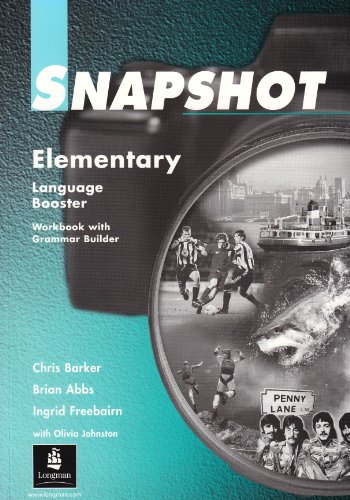 SNAPSHOT
Elementary
Language
Booster
Workbook with
Grammar Builder
Chris Barker
Brian Abbs
Ingrid Freebairn
with Olivia Johnston
PENNY
LANE L18
Longman
www.longman.com